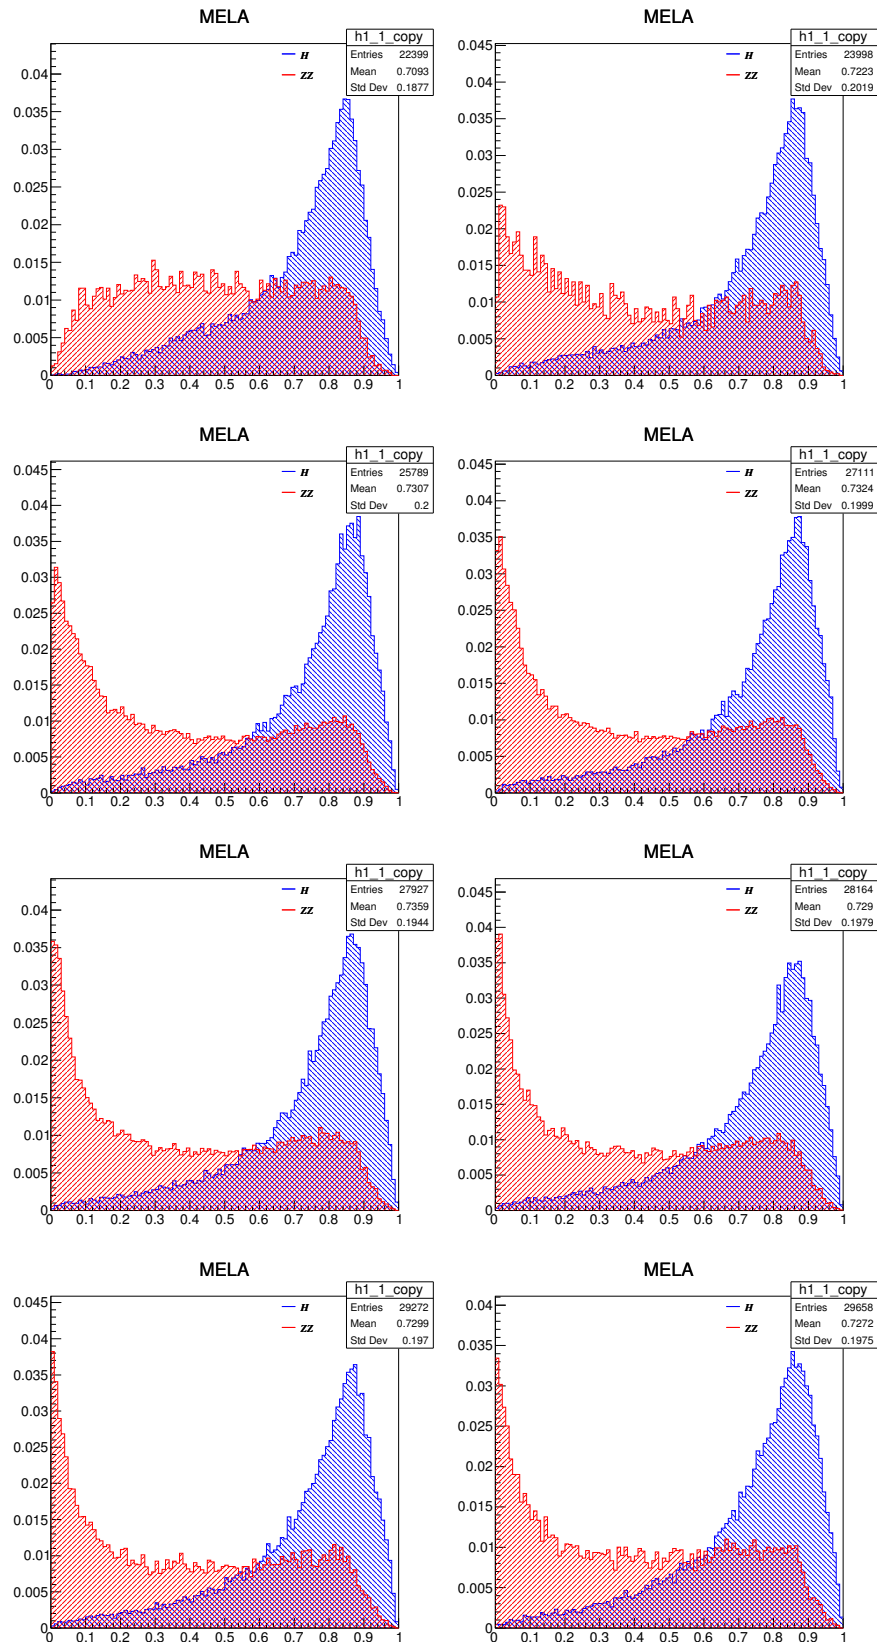 MELA
h1_1_copy
Entries 22399
Mean 0.7093
Std Dev 0.1877
H
ZZ
0.04
0.035
0.03
0.025
0.02
0.015
0.01
0.005
0
0 0.1 0.2 0.3 0.4 0.5 0.6 0.7 0.8 0.9 1
MELA
h1_1_copy
Entries 23998
Mean 0.7223
Std Dev 0.2019
H
ZZ
0.045
0.04
0.035
0.03
0.025
0.02
0.015
0.01
0.005
0
0 0.1 0.2 0.3 0.4 0.5 0.6 0.7 0.8 0.9 1
MELA
h1_1_copy
Entries 25789
Mean 0.7307
Std Dev 0.2
H
ZZ
0.045
0.04
0.035
0.03
0.025
0.02
0.015
0.01
0.005
0
0 0.1 0.2 0.3 0.4 0.5 0.6 0.7 0.8 0.9 1
MELA
h1_1_copy
Entries 27111
Mean 0.7324
Std Dev 0.1999
H
ZZ
0.045
0.04
0.035
0.03
0.025
0.02
0.015
0.01
0.005
0
0 0.1 0.2 0.3 0.4 0.5 0.6 0.7 0.8 0.9 1
MELA
h1_1_copy
Entries 27927
Mean 0.7359
Std Dev 0.1944
H
ZZ
0.04
0.035
0.03
0.025
0.02
0.015
0.01
0.005
0
0 0.1 0.2 0.3 0.4 0.5 0.6 0.7 0.8 0.9 1
MELA
h1_1_copy
Entries 28164
Mean 0.729
Std Dev 0.1979
H
ZZ
0.045
0.04
0.035
0.03
0.025
0.02
0.015
0.01
0.005
0
0 0.1 0.2 0.3 0.4 0.5 0.6 0.7 0.8 0.9 1
MELA
h1_1_copy
Entries 29272
Mean 0.7299
Std Dev 0.197
H
ZZ
0.045
0.04
0.035
0.03
0.025
0.02
0.015
0.01
0.005
0
0 0.1 0.2 0.3 0.4 0.5 0.6 0.7 0.8 0.9 1
MELA
h1_1_copy
Entries 29658
Mean 0.7272
Std Dev 0.1975
H
ZZ
0.04
0.035
0.03
0.025
0.02
0.015
0.01
0.005
0
0 0.1 0.2 0.3 0.4 0.5 0.6 0.7 0.8 0.9 1